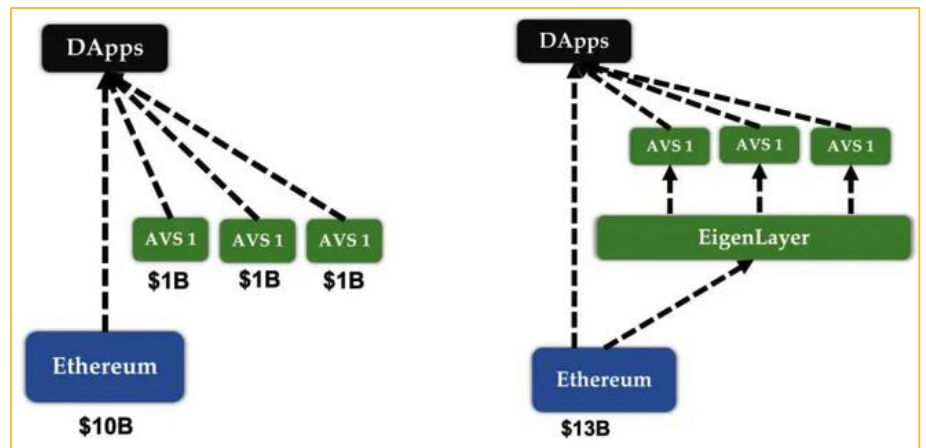 DApps
AVS 1
AVS 1
AVS 1
$1B
$1B
$1B
Ethereum
$10B
DApps
AVS 1
AVS 1
AVS 1
EigenLayer
Ethereum
$13B